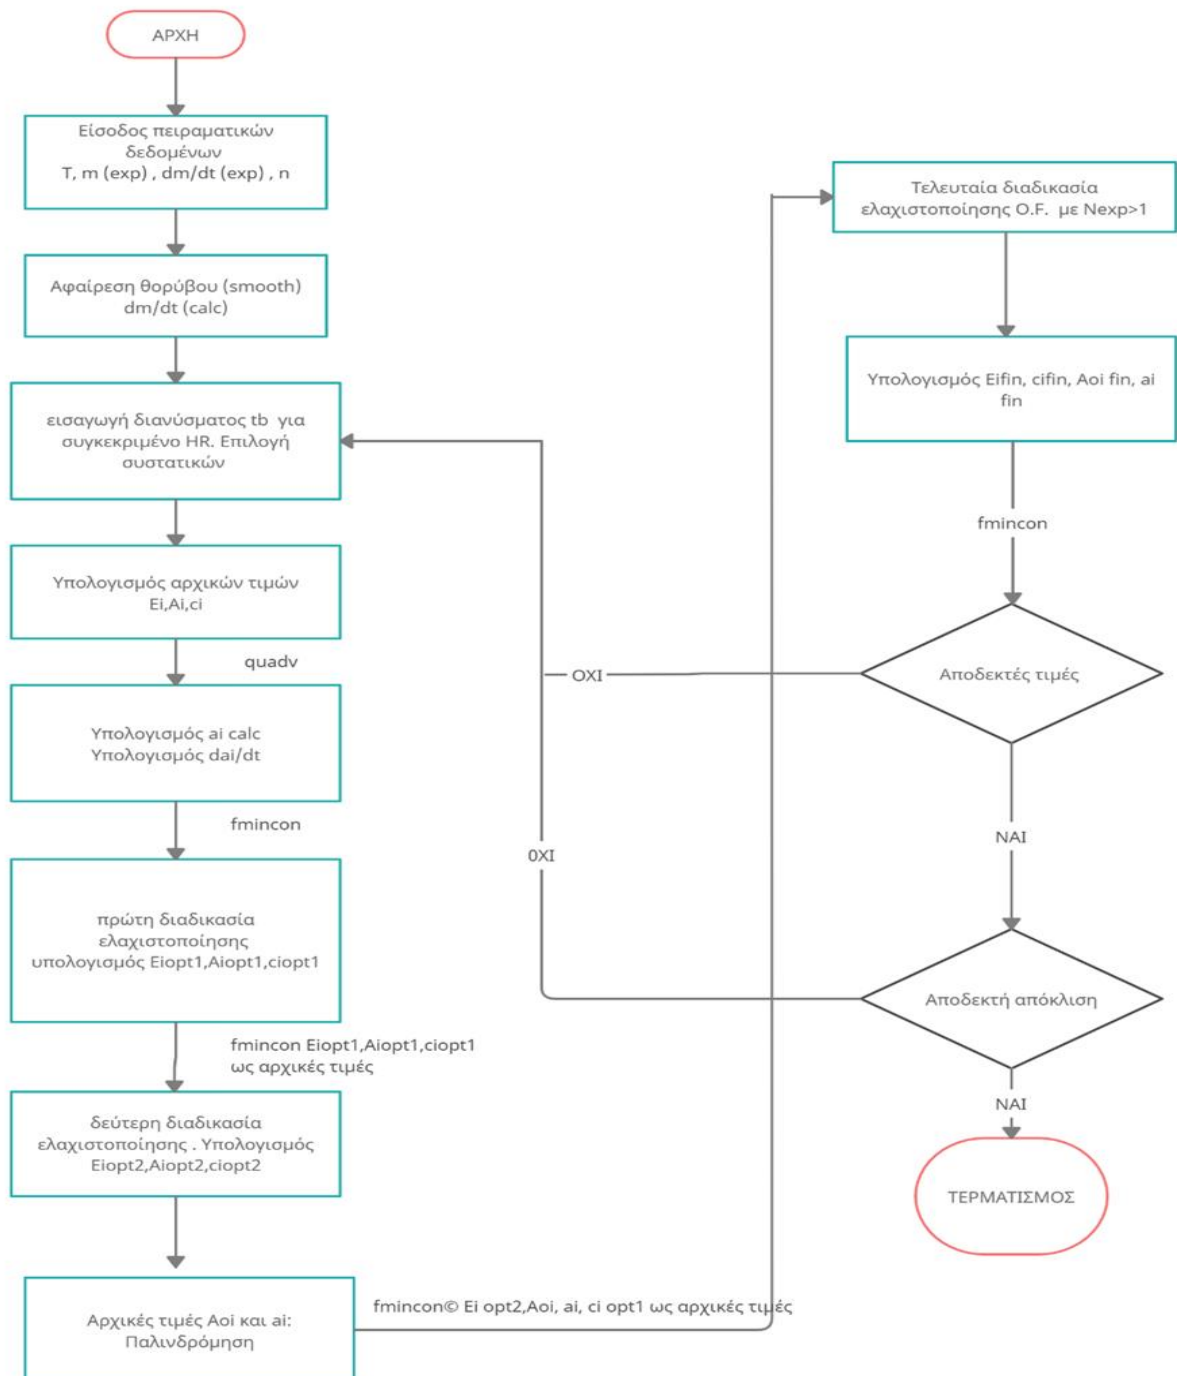 ΑΡΧΗ
Είσοδος πειραματικών
δεδομένων
T, m (exp) , dm/dt (exp) , n
Αφαίρεση θορύβου (smooth)
dm/dt (calc)
εισαγωγή διανύσματος tb για
συγκεκριμένο HR. Επιλογή
συστατικών
Υπολογισμός αρχικών τιμών
Ei,Ai,ci
quadv
Υπολογισμός ai calc
Υπολογισμός dai/dt
fmincon
πρώτη διαδικασία
ελαχιστοποίησης
υπολογισμός Eiopt1,Aiopt1,ciopt1
fmincon Eiopt1,Aiopt1,ciopt1
ως αρχικές τιμές
δεύτερη διαδικασία
ελαχιστοποίησης . Υπολογισμός
Eiopt2,Aiopt2,ciopt2
Αρχικές τιμές Aoi και ai:
Παλινδρόμηση
fmincon© Ei opt2,Aoi, ai, ci opt1 ως αρχικές τιμές
Τελευταία διαδικασία
ελαχιστοποίησης O.F. με Nexp>1
Υπολογισμός Eifin, cifin, Aoi fin, ai
fin
fmincon
Αποδεκτές τιμές
ΟΧΙ
ΝΑΙ
0ΧΙ
Αποδεκτή απόκλιση
ΝΑΙ
ΤΕΡΜΑΤΙΣΜΟΣ